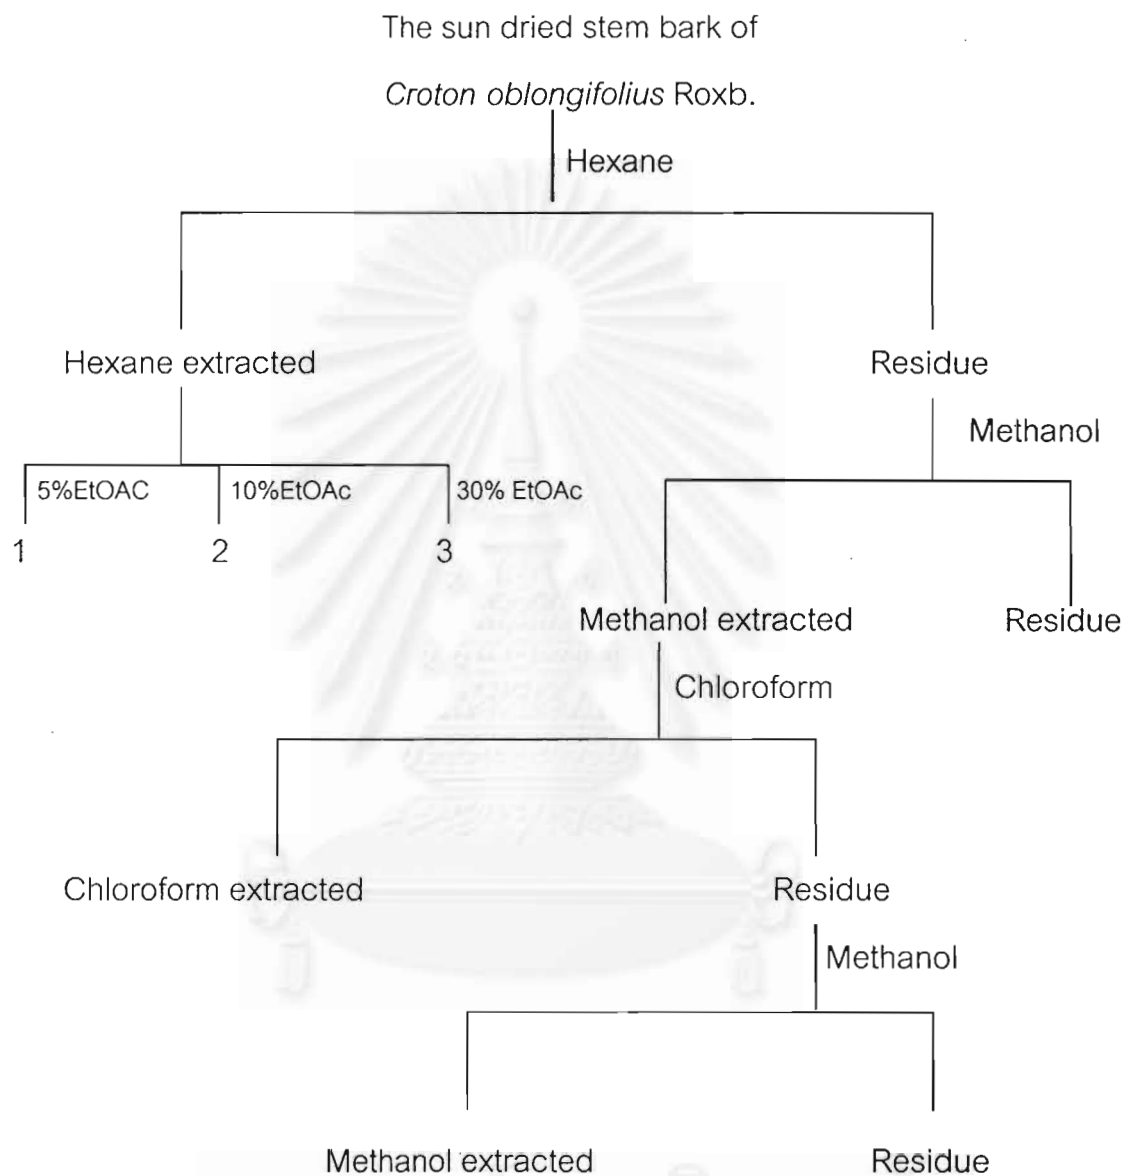 The sun dried stem bark of
Croton oblongifolius Roxb.
Hexane
Hexane extracted
Residue
Methanol
5%EtOAC
10%EtOAc
30% EtOAc
1
2
3
Methanol extracted
Residue
Chloroform
Chloroform extracted
Residue
Methanol
Methanol extracted
Residue